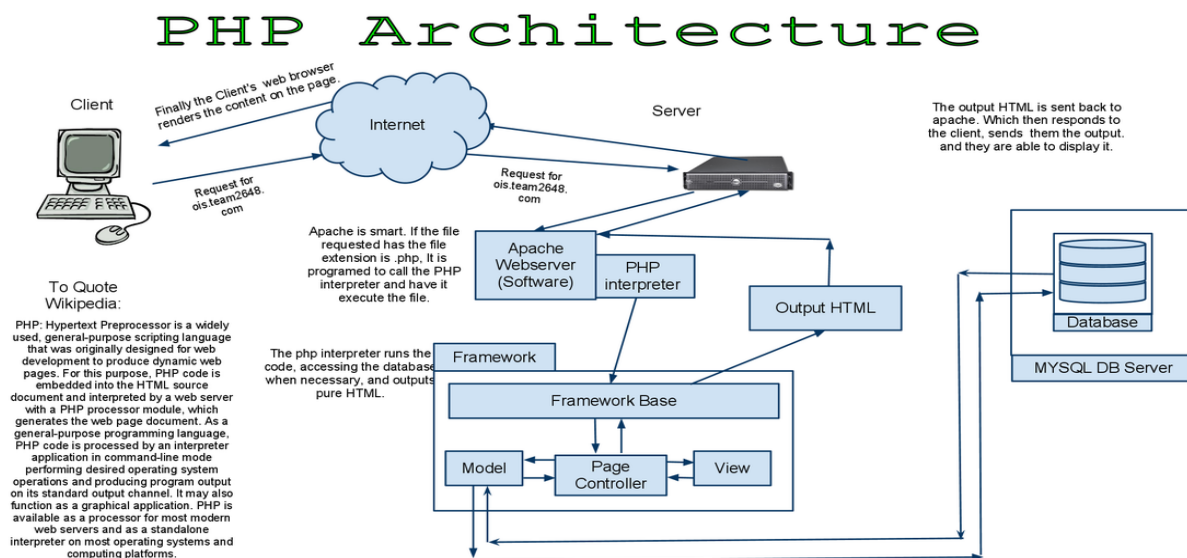 PHP Architecture
Client
Finally the Client's web browser
renders the content on the page.
Internet
Server
The output HTML is sent back to
apache. Which then responds to
the client, sends them the output.
and they are able to display it.
Request for
ois.team2648.
com
Request for
ois.team2648.
com
Apache is smart. If the file
requested has the file
extension is .php, It is
programed to call the PHP
interpreter and have it
execute the file.
Apache
Webserver
(Software)
PHP
interpreter
Output HTML
Database
MYSQL DB Server
To Quote
Wikipedia:
PHP: Hypertext Preprocessor is a widely
used, general-purpose scripting language
that was originally designed for web
development to produce dynamic web
pages. For this purpose, PHP code is
embedded into the HTML source
document and interpreted by a web server
with a PHP processor module, which
generates the web page document. As a
general-purpose programming language,
PHP code is processed by an interpreter
application in command-line mode
performing desired operating system
operations and producing program output
on its standard output channel. It may also
function as a graphical application. PHP is
available as a processor for most modern
web servers and as a standalone
interpreter on most operating systems and
computing platforms.
The php interpreter runs the
code, accessing the database
when necessary, and outputs
pure HTML.
Framework
Framework Base
Model
Page
Controller
View